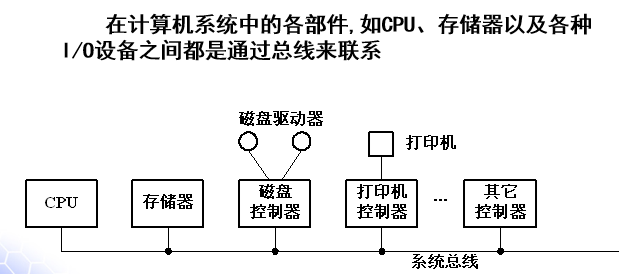 在计算机系统中的各部件,如CPU、存储器以及各种
I/O设备之间都是通过总线来联系
磁盘驱动器
打印机
CPU
存储器
磁盘
控制器
打印机
控制器
…
其它
控制器
系统总线